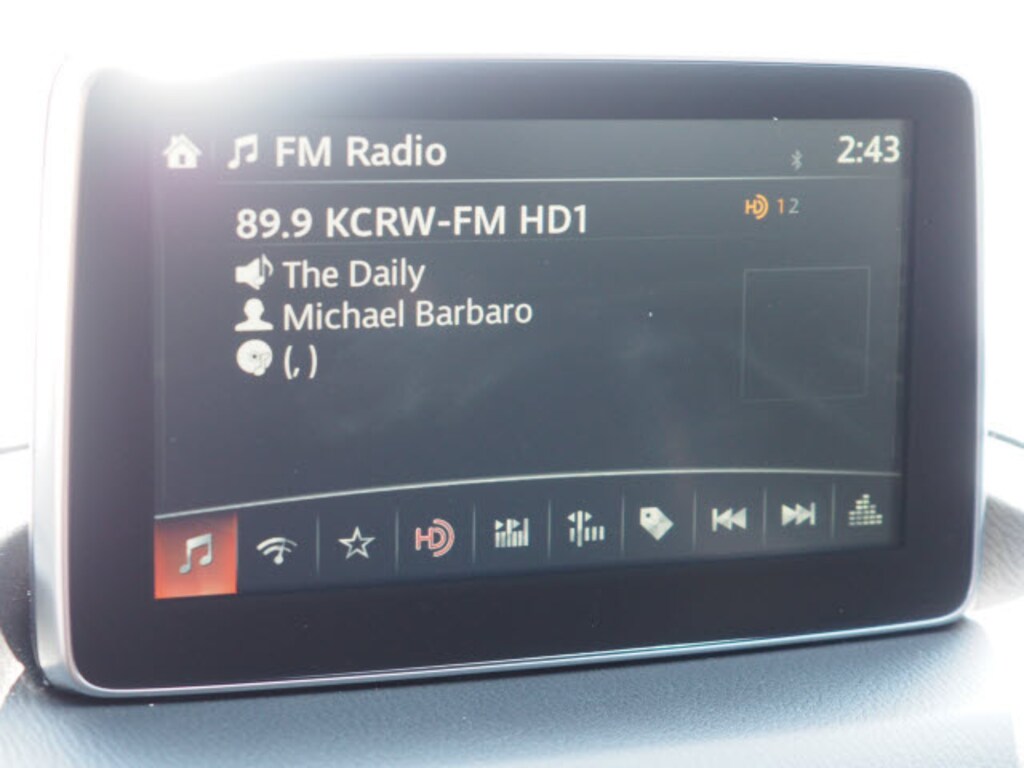 FM Radio 2:43
89.9 KCRW-FM HD1 HD 1 2
The Daily
Michael Barbaro
(, )
HD